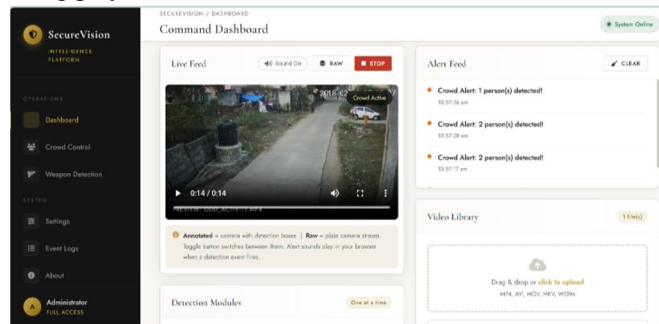 SecureVision
INTELLIGENCE
PLATFORM
OPERATIONS
Dashboard
Crowd Control
Weapon Detection
SYSTEM
Settings
Event Logs
About
A
Administrator
FULL ACCESS
SECUREVISION / DASHBOARD
Command Dashboard
System Online
Live Feed
Sound On
RAW
STOP
Crowd Active
0:14 / 0:14
PREVIEW: ODD_ACTIVITY.MP4
Annotated = camera with detection boxes | Raw = plain camera stream.
Toggle button switches between them. Alert sounds play in your browser
when a detection event fires.
Detection Modules
One at a time
Alert Feed
CLEAR
Crowd Alert: 1 person(s) detected!
10:57:36 am
Crowd Alert: 2 person(s) detected!
10:57:28 am
Crowd Alert: 2 person(s) detected!
10:57:17 am
Video Library
1 file(s)
Drag & drop or click to upload
MP4, AVI, MOV, MKV, WEBM